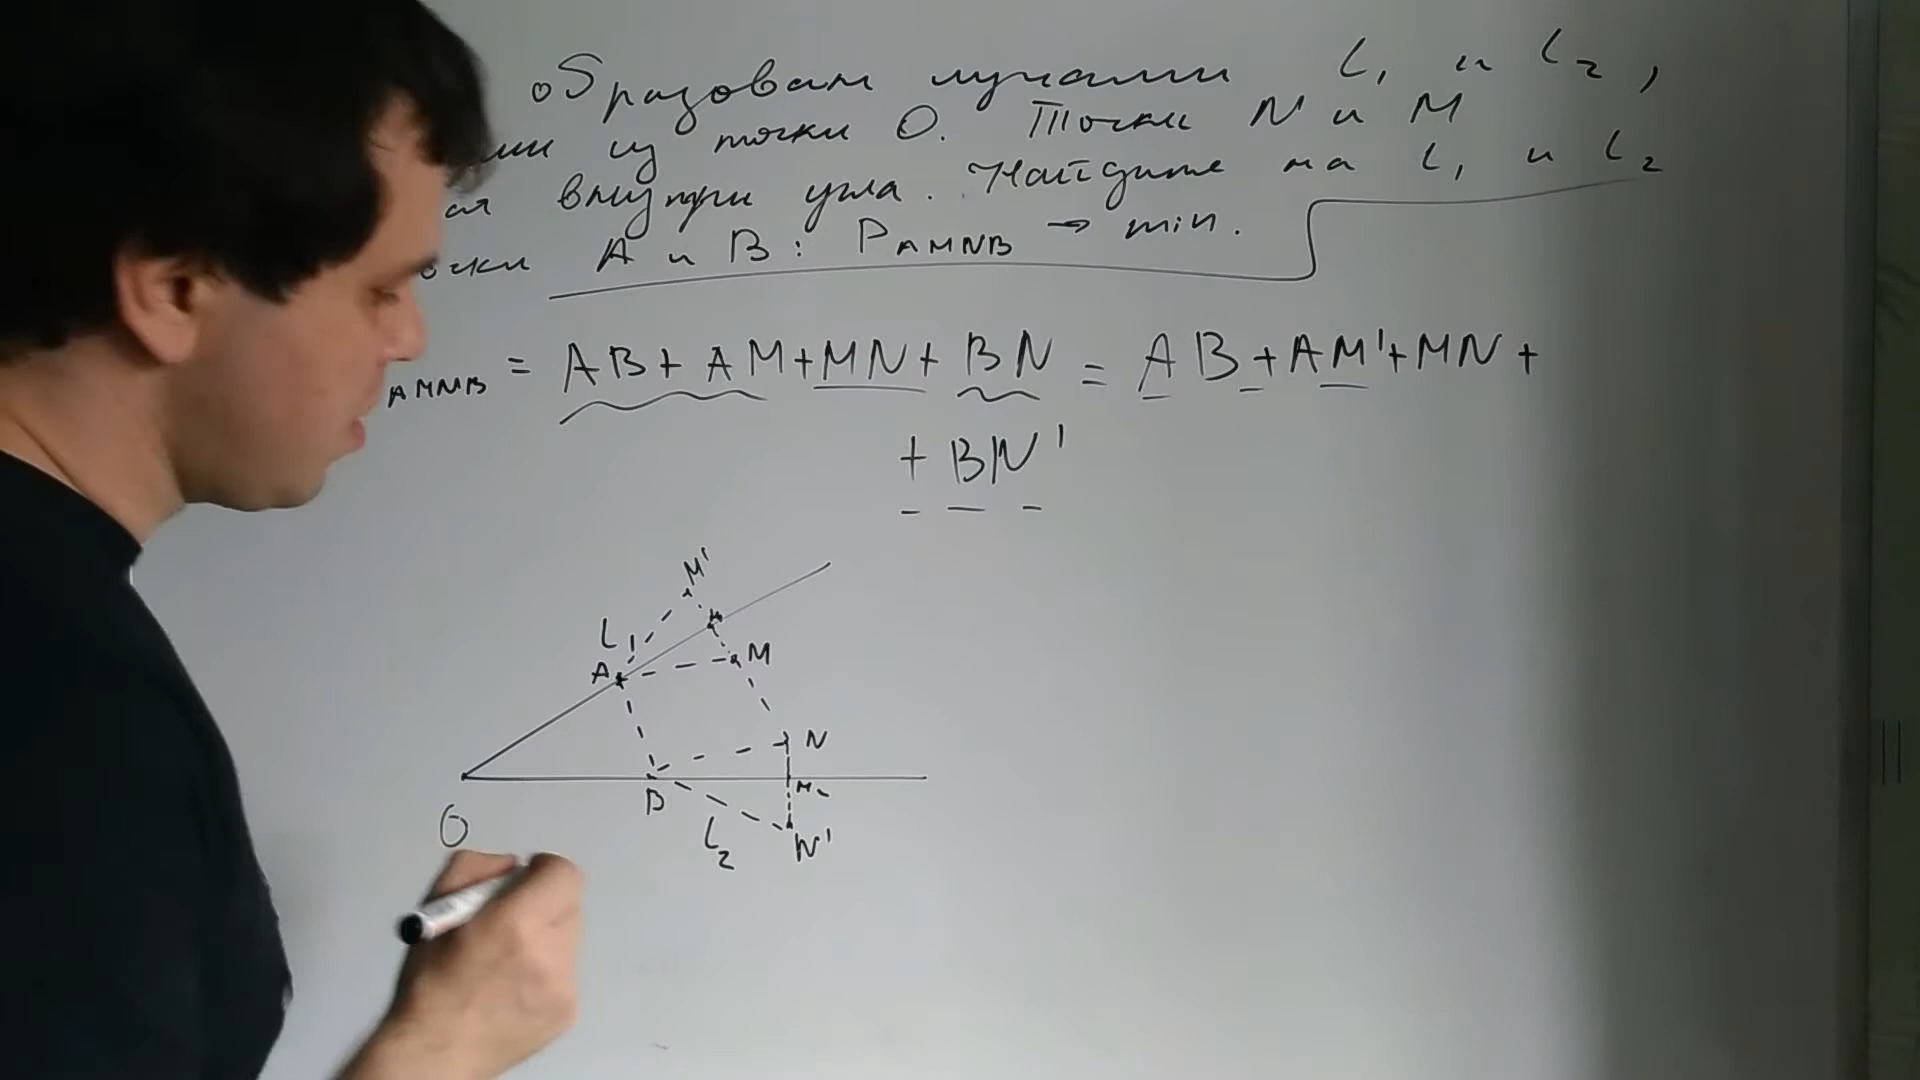 образован лучами l₁ и l₂,
из точки O. Точки N и M
внутри угла. Найдите на l₁ и l₂
A и B: P_AMNB → min.
AMNB = AB + AM + MN + BN = AB + AM' + MN +
+ BN'
M'
l₁
A
M
N
B
O
l₂
N'